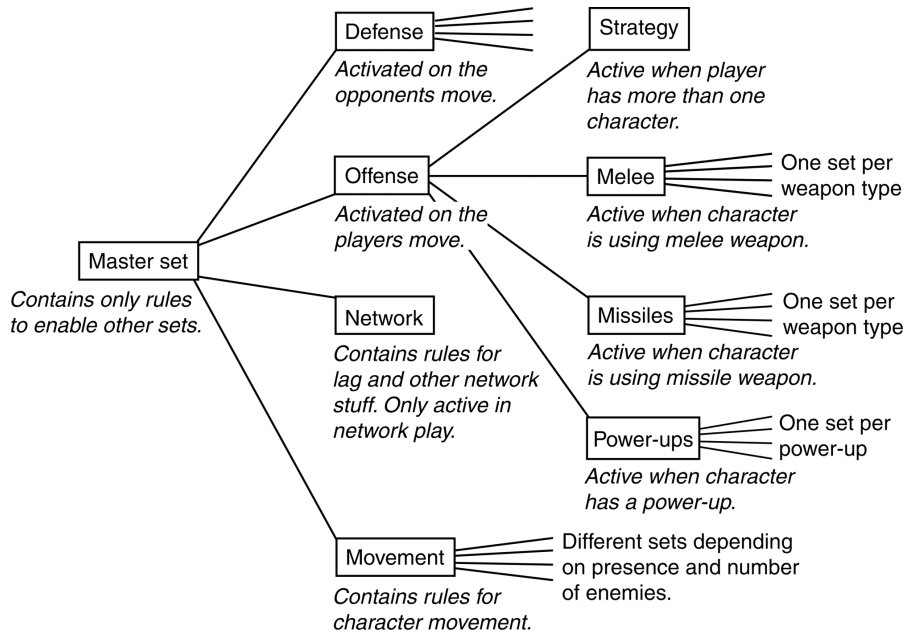 Defense
Activated on the
opponents move.
Strategy
Active when player
has more than one
character.
Offense
Activated on the
players move.
Melee
Active when character
is using melee weapon.
One set per
weapon type
Master set
Contains only rules
to enable other sets.
Network
Contains rules for
lag and other network
stuff. Only active in
network play.
Missiles
Active when character
is using missile weapon.
One set per
weapon type
Power-ups
Active when character
has a power-up.
One set per
power-up
Movement
Contains rules for
character movement.
Different sets depending
on presence and number
of enemies.